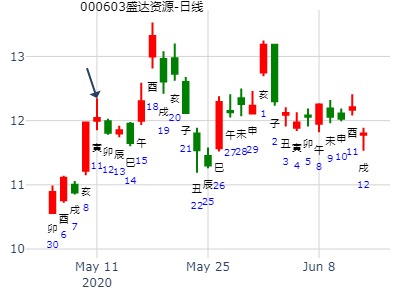 000603盛达资源-日线
13
12
11
10
卯
30
酉
6
戌
7
亥
8
寅
11
卯
12
辰
13
巳
14
午
15
酉
18
戌
19
亥
20
子
21
丑
22
辰
25
巳
26
午
27
未
28
申
29
亥
1
子
2
丑
3
寅
4
卯
5
午
8
未
9
申
10
酉
11
戌
12
May 11
2020
May 25
Jun 8